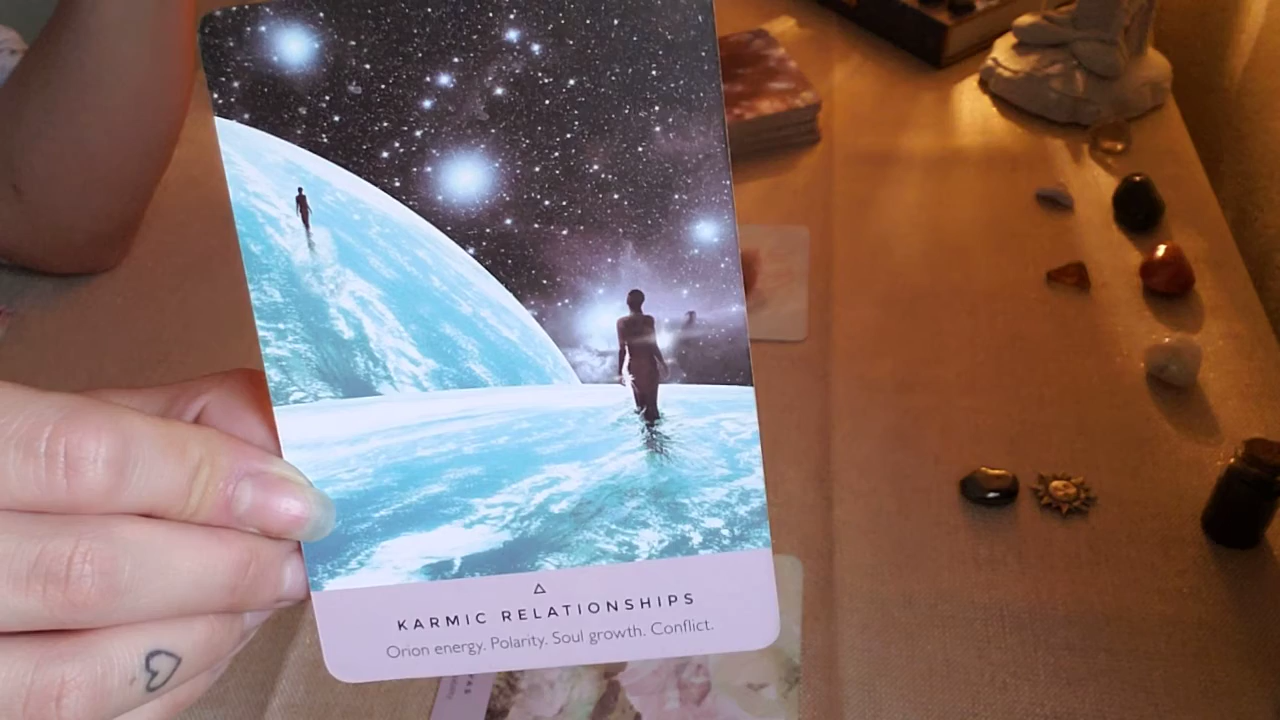 KARMIC RELATIONSHIPS
Orion energy. Polarity. Soul growth. Conflict.